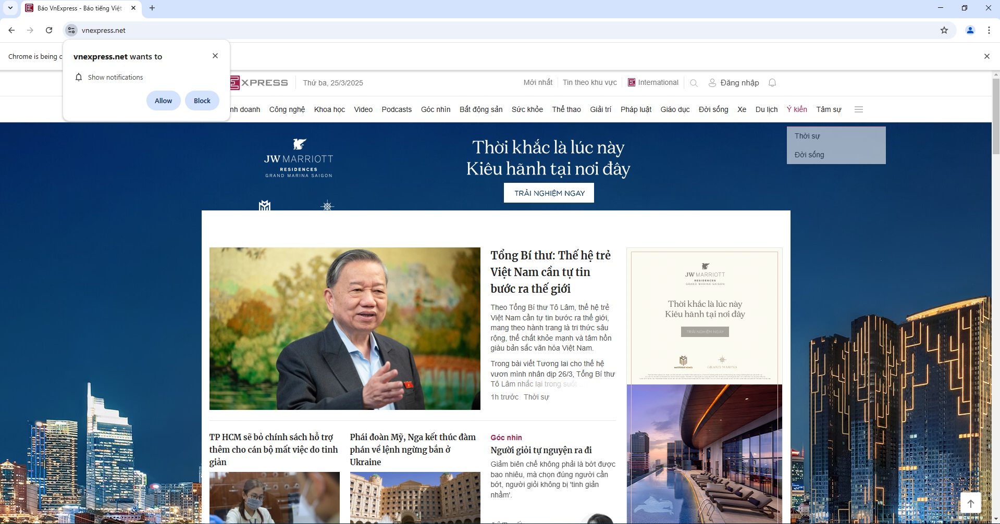 Báo VnExpress - Báo tiếng Việt
vnexpress.net
Chrome is being c
vnexpress.net wants to
Show notifications
Allow
Block
EXPRESS
Thứ ba, 25/3/2025
Mới nhất
Tin theo khu vực
E International
Đăng nhập
nh doanh
Công nghệ
Khoa học
Video
Podcasts
Góc nhìn
Bất động sản
Sức khỏe
Thể thao
Giải trí
Pháp luật
Giáo dục
Đời sống
Xe
Du lịch
Ý kiến
Tâm sự
Thời sự
Đời sống
JW MARRIOTT
RESIDENCES
GRAND MARINA SAIGON
Thời khắc là lúc này
Kiêu hãnh tại nơi đây
TRẢI NGHIỆM NGAY
Tổng Bí thư: Thế hệ trẻ
Việt Nam cần tự tin
bước ra thế giới
Theo Tổng Bí thư Tô Lâm, thế hệ trẻ
Việt Nam cần tự tin bước ra thế giới,
mang theo hành trang là tri thức sâu
rộng, thể chất khỏe mạnh và tâm hồn
giàu bản sắc văn hóa Việt Nam.
Trong bài viết Tương lai cho thế hệ
vươn mình nhân dịp 26/3, Tổng Bí thư
Tô Lâm nhắc lại trong suốt ...
1h trước
Thời sự
JW MARRIOTT
RESIDENCES
GRAND MARINA SAIGON
Thời khắc là lúc này
Kiêu hãnh tại nơi đây
TRẢI NGHIỆM NGAY
MASTERISE HOMES
GRAND MARINA
TP HCM sẽ bỏ chính sách hỗ trợ
thêm cho cán bộ mất việc do tinh
giản
Phái đoàn Mỹ, Nga kết thúc đàm
phán về lệnh ngừng bắn ở
Ukraine
Góc nhìn
Người giỏi tự nguyện ra đi
Giảm biên chế không phải là bớt được
bao nhiêu, mà chọn đúng người cần
bớt, người giỏi không bị 'tinh giản
nhầm'.